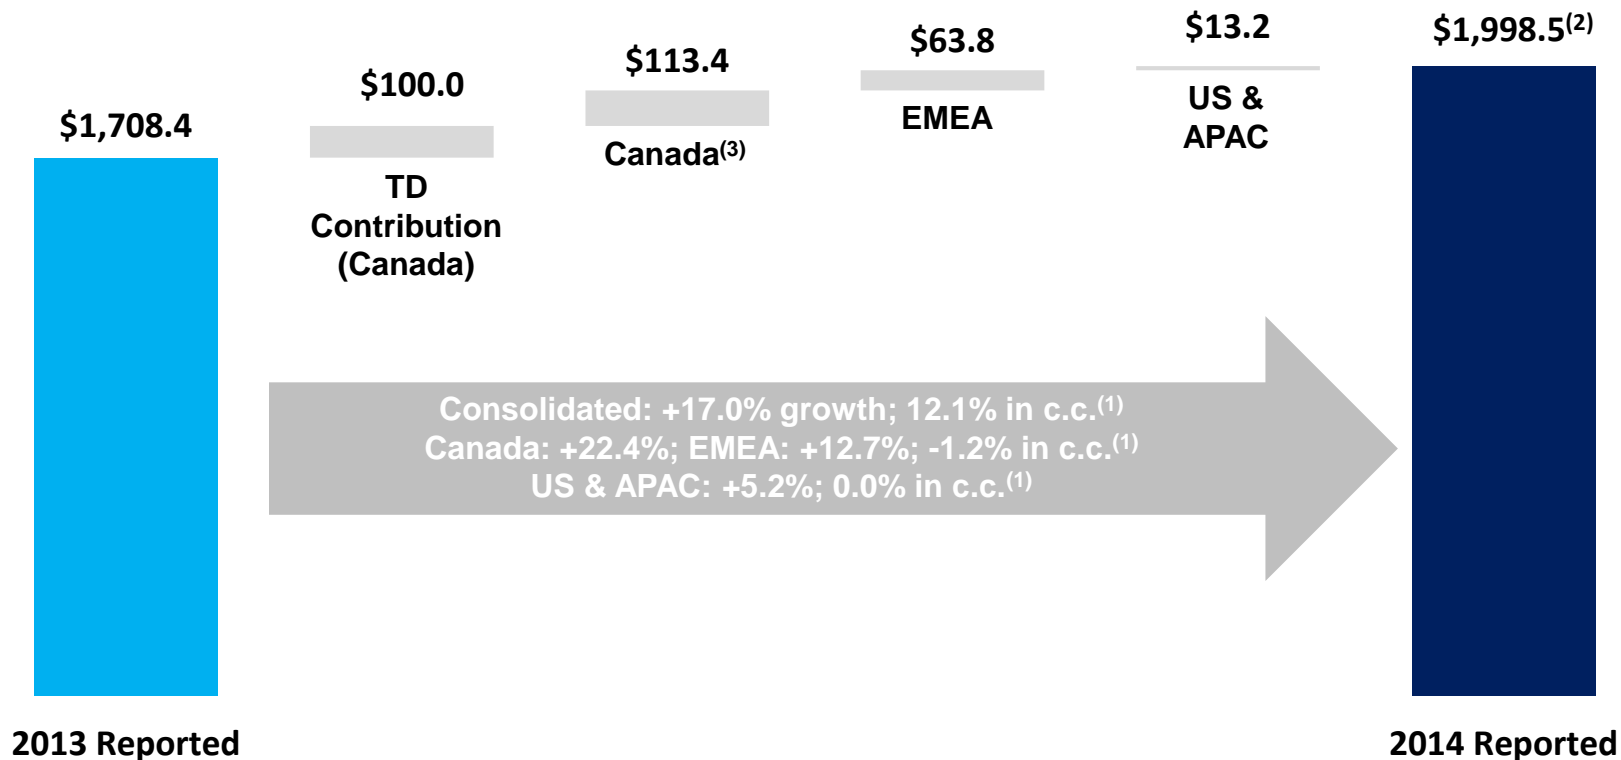 $1,708.4
$100.0
TD
Contribution
(Canada)
$113.4
Canada(3)
$63.8
EMEA
$13.2
US &
APAC
$1,998.5(2)
Consolidated: +17.0% growth; 12.1% in c.c.(1)
Canada: +22.4%; EMEA: +12.7%; -1.2% in c.c.(1)
US & APAC: +5.2%; 0.0% in c.c.(1)
2013 Reported
2014 Reported